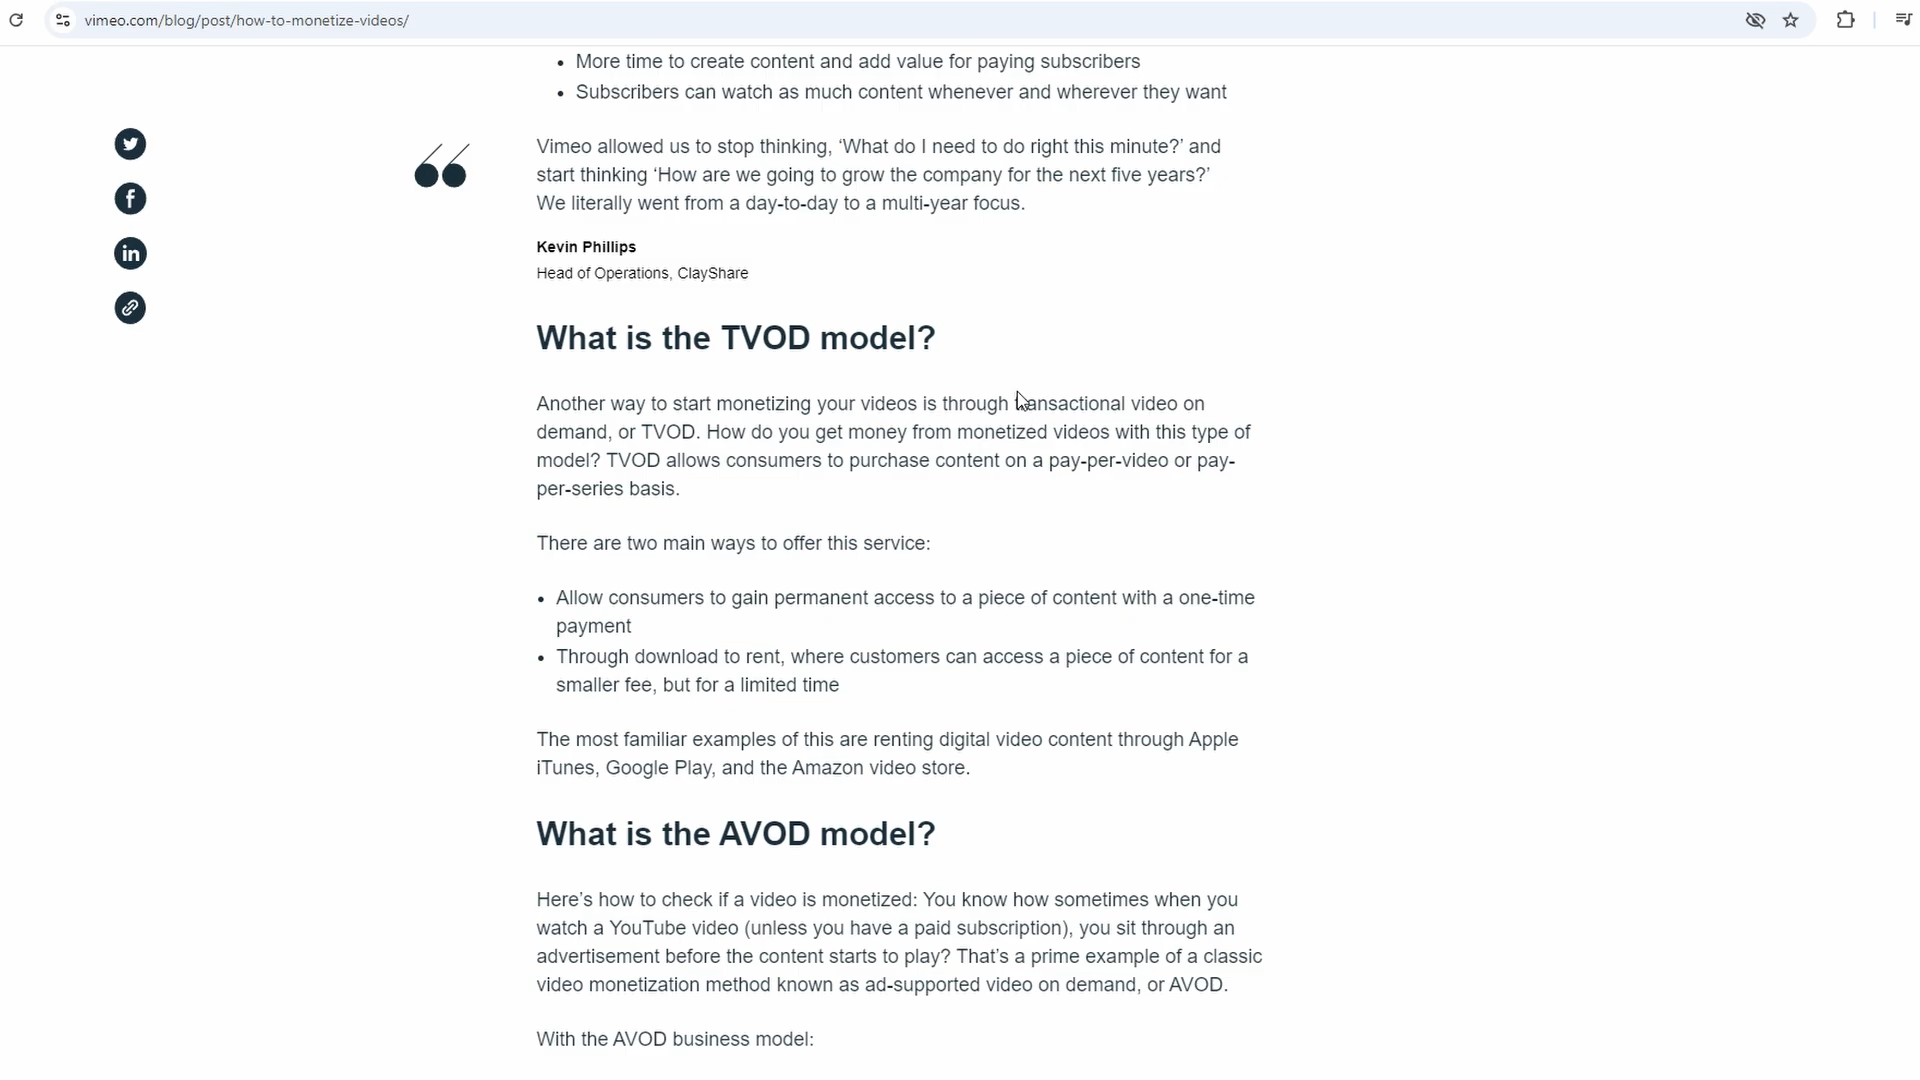 vimeo.com/blog/post/how-to-monetize-videos/
• More time to create content and add value for paying subscribers
• Subscribers can watch as much content whenever and wherever they want
Vimeo allowed us to stop thinking, ‘What do I need to do right this minute?’ and
start thinking ‘How are we going to grow the company for the next five years?’
We literally went from a day-to-day to a multi-year focus.
Kevin Phillips
Head of Operations, ClayShare
What is the TVOD model?
Another way to start monetizing your videos is through transactional video on
demand, or TVOD. How do you get money from monetized videos with this type of
model? TVOD allows consumers to purchase content on a pay-per-video or pay-
per-series basis.
There are two main ways to offer this service:
• Allow consumers to gain permanent access to a piece of content with a one-time
payment
• Through download to rent, where customers can access a piece of content for a
smaller fee, but for a limited time
The most familiar examples of this are renting digital video content through Apple
iTunes, Google Play, and the Amazon video store.
What is the AVOD model?
Here’s how to check if a video is monetized: You know how sometimes when you
watch a YouTube video (unless you have a paid subscription), you sit through an
advertisement before the content starts to play? That’s a prime example of a classic
video monetization method known as ad-supported video on demand, or AVOD.
With the AVOD business model: